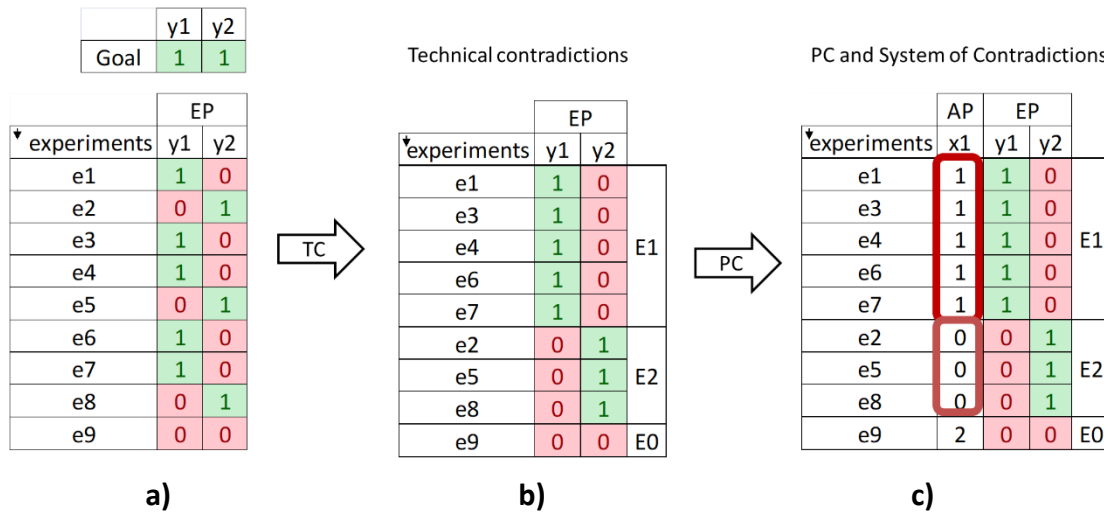 y1 y2
Goal 1 1
Technical contradictions
PC and System of Contradictions
EP
experiments y1 y2
e1 1 0
e2 0 1
e3 1 0
e4 1 0
e5 0 1
e6 1 0
e7 1 0
e8 0 1
e9 0 0
a)
TC
EP
experiments y1 y2
e1 1 0
e3 1 0
e4 1 0 E1
e6 1 0
e7 1 0
e2 0 1
e5 0 1 E2
e8 0 1
e9 0 0 E0
b)
PC
AP EP
experiments x1 y1 y2
e1 1 1 0
e3 1 1 0
e4 1 1 0 E1
e6 1 1 0
e7 1 1 0
e2 0 0 1
e5 0 0 1 E2
e8 0 0 1
e9 2 0 0 E0
c)